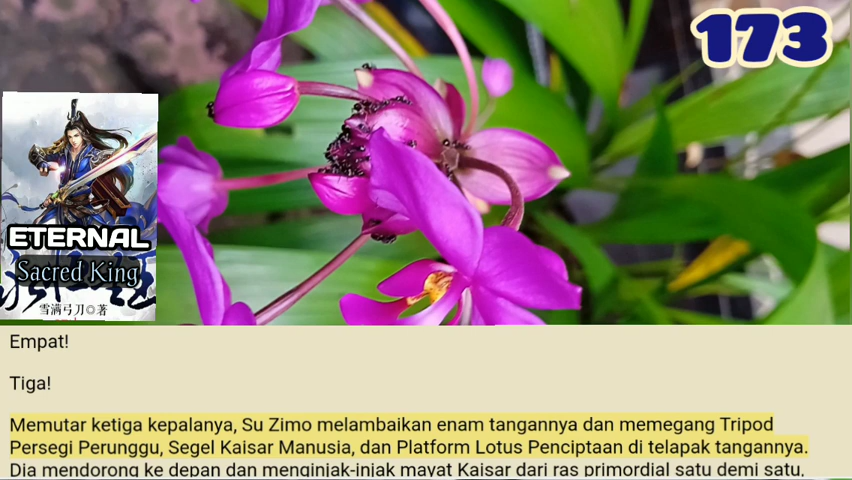 173
ETERNAL
Sacred King
雪满弓刀◎著
Empat!
Tiga!
Memutar ketiga kepalanya, Su Zimo melambaikan enam tangannya dan memegang Tripod
Persegi Perunggu, Segel Kaisar Manusia, dan Platform Lotus Penciptaan di telapak tangannya.
Dia mendorong ke depan dan menginjak-injak mayat Kaisar dari ras primordial satu demi satu,